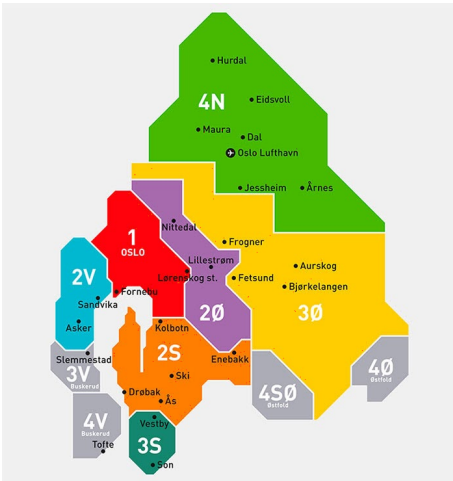 Hurdal
4N
Eidsvoll
Maura
Dal
Oslo Lufthavn
Jessheim
Årnes
Nittedal
1
OSLO
Frogner
Lillestrøm
Aurskog
2V
Lørenskog st.
Fetsund
Fornebu
Bjørkelangen
Sandvika
2Ø
3Ø
Asker
Kolbotn
Slemmestad
2S
Enebakk
3V
Buskerud
Ski
4SØ
Østfold
4Ø
Østfold
Drøbak
Ås
4V
Buskerud
Vestby
Tofte
3S
Son